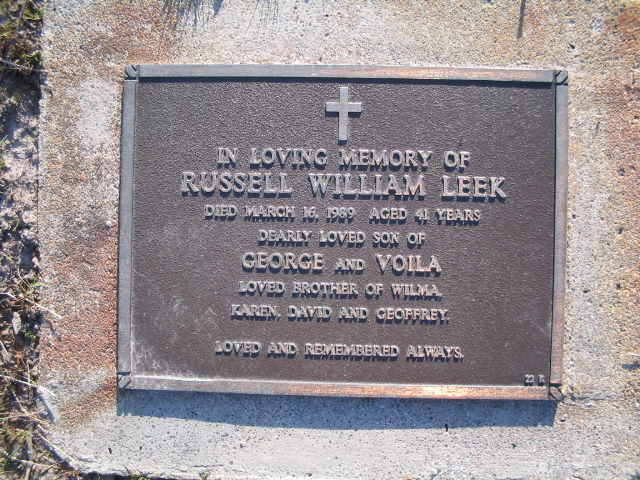 IN LOVING MEMORY OF
RUSSELL WILLIAM LEEK
DIED MARCH 16, 1989 AGED 41 YEARS
DEARLY LOVED SON OF
GEORGE AND VOILA
LOVED BROTHER OF WILMA,
KAREN, DAVID AND GEOFFREY.
LOVED AND REMEMBERED ALWAYS.